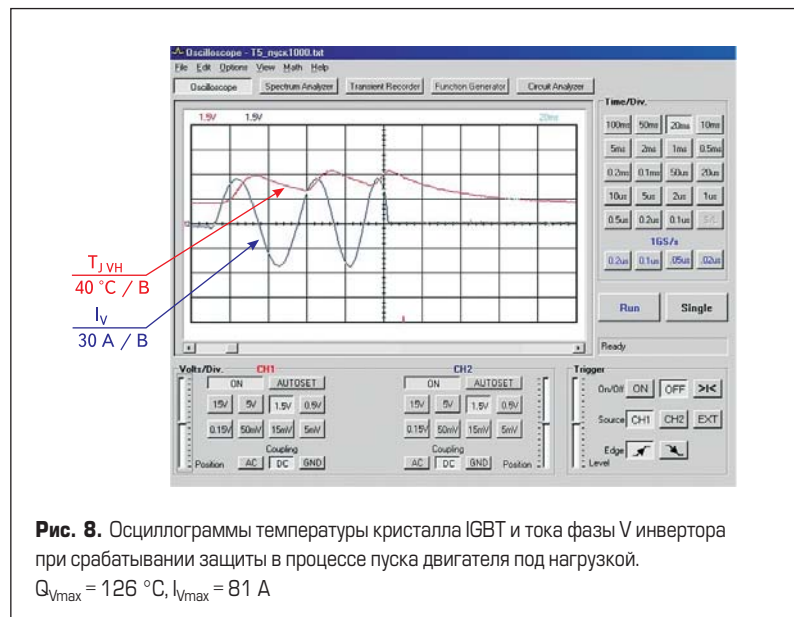 Oscilloscope - T5_пуск1000.txt
File Edit Options View Math Help
Oscilloscope Spectrum Analyzer Transient Recorder Function Generator Circuit Analyzer
1.5V 1.5V 20ms
Time/Div.
100ms 50ms 20ms 10ms
5ms 2ms 1ms 0.5ms
0.2ms 0.1ms 50us 20us
10us 5us 2us 1us
0.5us 0.2us 0.1us
1GS/s
0.2us 0.1us .05us .02us
Run Single
Ready
T J VH
40 °C / В
I V
30 А / В
Volts/Div. CH1 CH2
ON AUTOSET ON AUTOSET
15V 5V 1.5V 0.5V 15V 5V 1.5V 0.5V
0.15V 50mV 15mV 5mV 0.15V 50mV 15mV 5mV
Coupling Coupling
Position AC DC GND AC DC GND Position
Trigger
On/Off ON OFF >I<
Source CH1 CH2 EXT
Edge
Level
Рис. 8. Осциллограммы температуры кристалла IGBT и тока фазы V инвертора
при срабатывании защиты в процессе пуска двигателя под нагрузкой.
QVmax = 126 °C, IVmax = 81 А